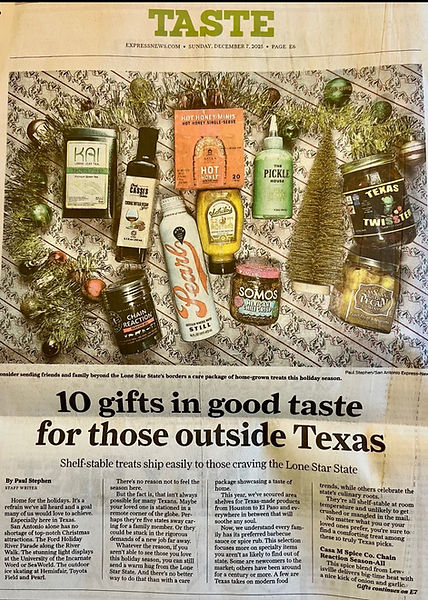 TASTE
EXPRESSNEWS.COM • SUNDAY, DECEMBER 7, 2025 • PAGE E6
KAI
HOT HONEY MINIS
HOT HONEY SINGLE-SERVE
HOT
HONEY
20
CASSIS
THE
PICKLE
HOUSE
TEXAS
TWISTED
Pearl
STILL
SOMOS
MEXICAN
CHILI CRISP
CHAIN
REACTION
onsider sending friends and family beyond the Lone Star State's borders a care package of home-grown treats this holiday season.
Paul Stephen/San Antonio Express-New
10 gifts in good taste
for those outside Texas
Shelf-stable treats ship easily to those craving the Lone Star State
By Paul Stephen
STAFF WRITER
Home for the holidays. It's a
refrain we've all heard and a goal
many of us would love to achieve.
Especially here in Texas.
San Antonio alone has no
shortage of top-notch Christmas
attractions. The Ford Holiday
River Parade along the River
Walk. The stunning light displays
at the University of the Incarnate
Word or SeaWorld. The outdoor
ice skating at Hemisfair, Toyota
Field and Pearl.
There's no reason not to feel the
season here.
But the fact is, that isn't always
possible for many Texans. Maybe
your loved one is stationed in a
remote corner of the globe. Per-
haps they're five states away car-
ing for a family member. Or they
could be stuck in the rigorous
demands of a new job far away.
Whatever the reason, if you
aren't able to see those you love
this holiday season, you can still
send a warm hug from the Lone
Star State. And there's no better
way to do that than with a care
package showcasing a taste of
home.
This year, we've scoured area
shelves for Texas-made products
from Houston to El Paso and ev-
erywhere in between that will
soothe any soul.
Now, we understand every fam-
ily has its preferred barbecue
sauce or spice rub. This selection
focuses more on specialty items
you aren't as likely to find out of
state. Some are newcomers to the
market; others have been around
for a century or more. A few are
Texas takes on modern food
trends, while others celebrate the
state's culinary roots.
They're all shelf-stable at room
temperature and unlikely to get
crushed or mangled in the mail.
No matter what you or your
loved ones prefer, you're sure to
find a comforting treat among
these 10 truly Texas picks.
Casa M Spice Co. Chain
Reaction Season-All
This spice blend from Lew-
isville delivers big-time heat with
a nice kick of onion and garlic.
Gifts continues on E7